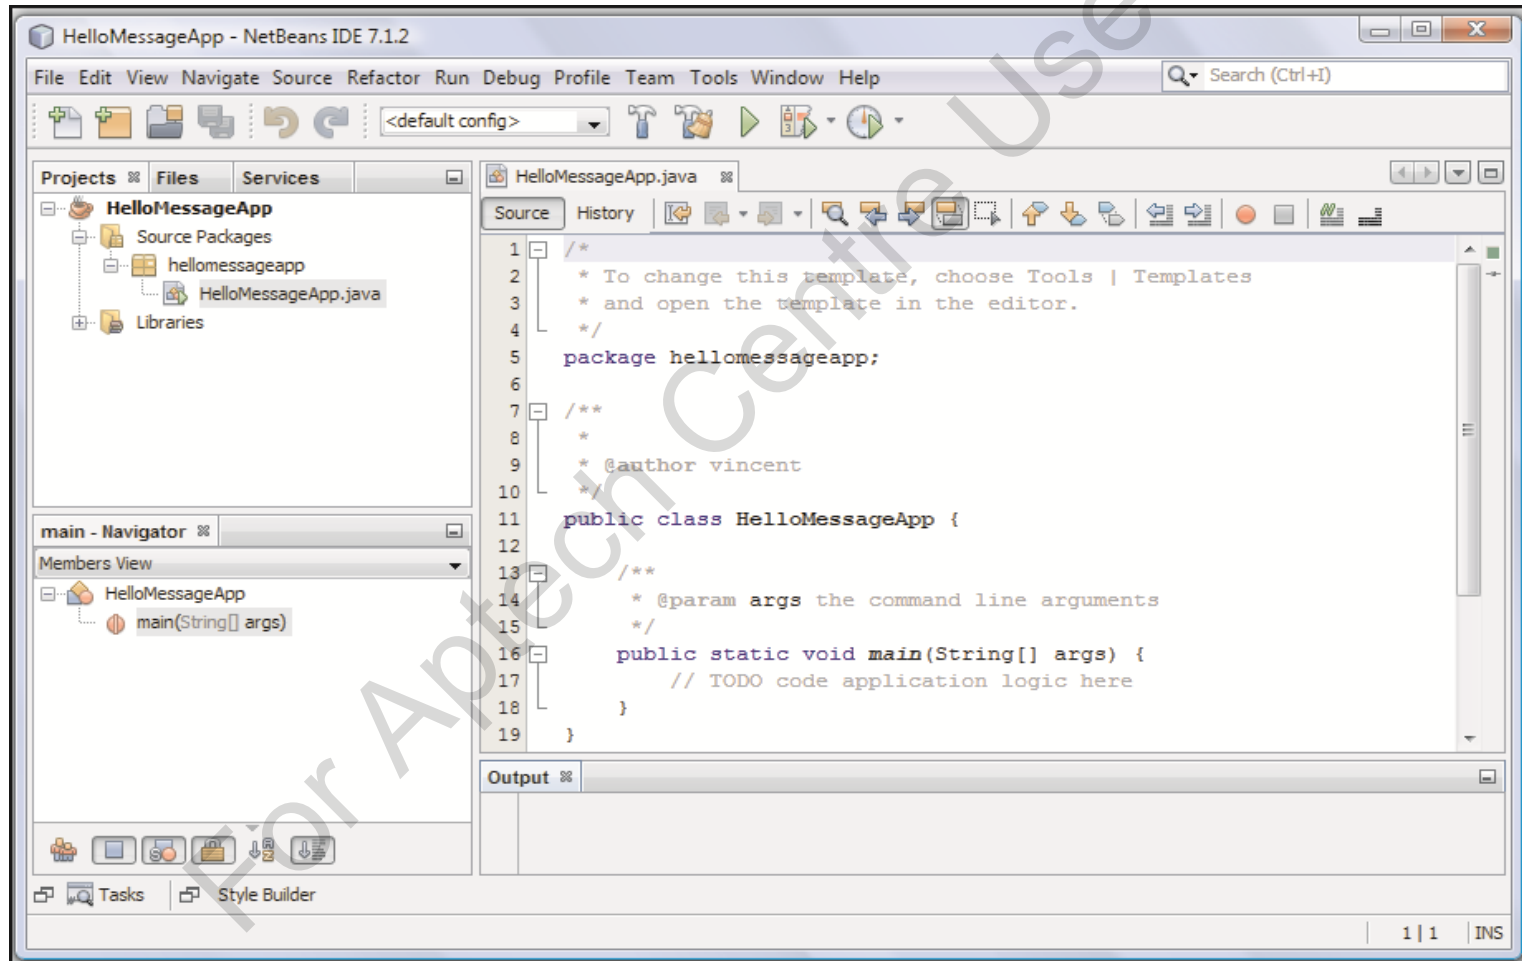 HelloMessageApp - NetBeans IDE 7.1.2
File Edit View Navigate Source Refactor Run Debug Profile Team Tools Window Help
Search (Ctrl+I)
<default config>
Projects Files Services
HelloMessageApp
Source Packages
hellomessageapp
HelloMessageApp.java
Libraries
main - Navigator
Members View
HelloMessageApp
main(String[] args)
HelloMessageApp.java
Source History
1 /*
2 * To change this template, choose Tools | Templates
3 * and open the template in the editor.
4 */
5 package hellomessageapp;
6
7 /**
8 *
9 * @author vincent
10 */
11 public class HelloMessageApp {
12
13 /**
14 * @param args the command line arguments
15 */
16 public static void main(String[] args) {
17 // TODO code application logic here
18 }
19 }
Output
Tasks Style Builder
1 | 1 INS
For Aptech Centre Use